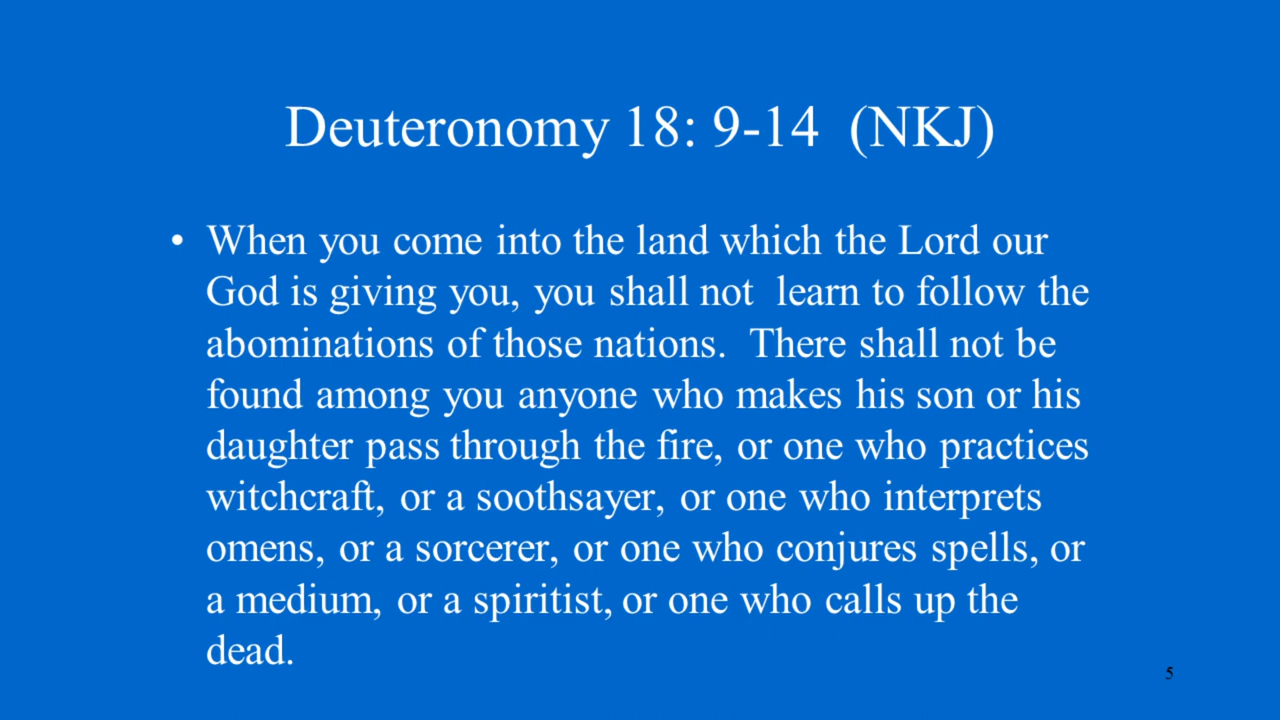 Deuteronomy 18: 9-14  (NKJ)
• When you come into the land which the Lord our
God is giving you, you shall not  learn to follow the
abominations of those nations.  There shall not be
found among you anyone who makes his son or his
daughter pass through the fire, or one who practices
witchcraft, or a soothsayer, or one who interprets
omens, or a sorcerer, or one who conjures spells, or
a medium, or a spiritist, or one who calls up the
dead.
5